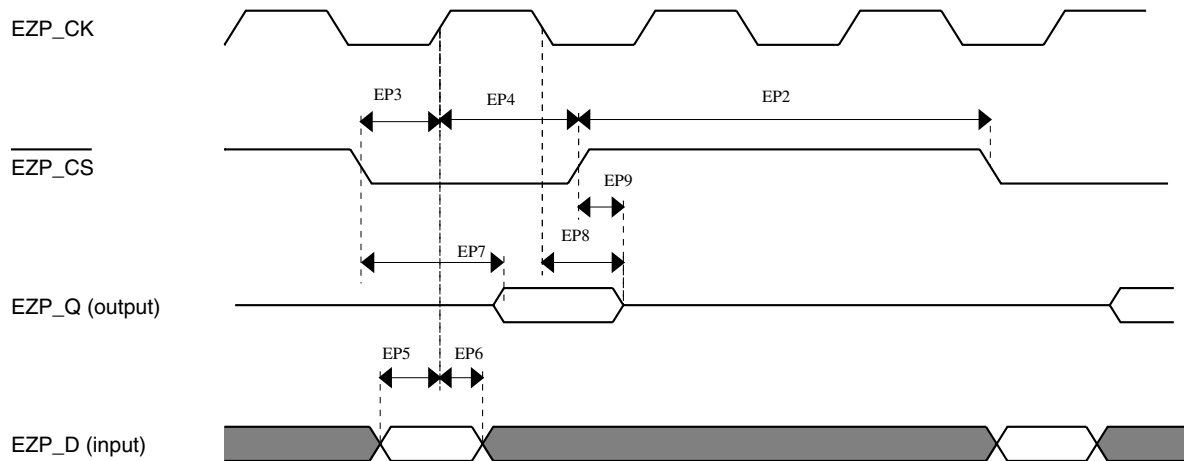 EZP_CK
EP3
EP4
EP2
EZP_CS
EP9
EP8
EP7
EZP_Q (output)
EP5
EP6
EZP_D (input)